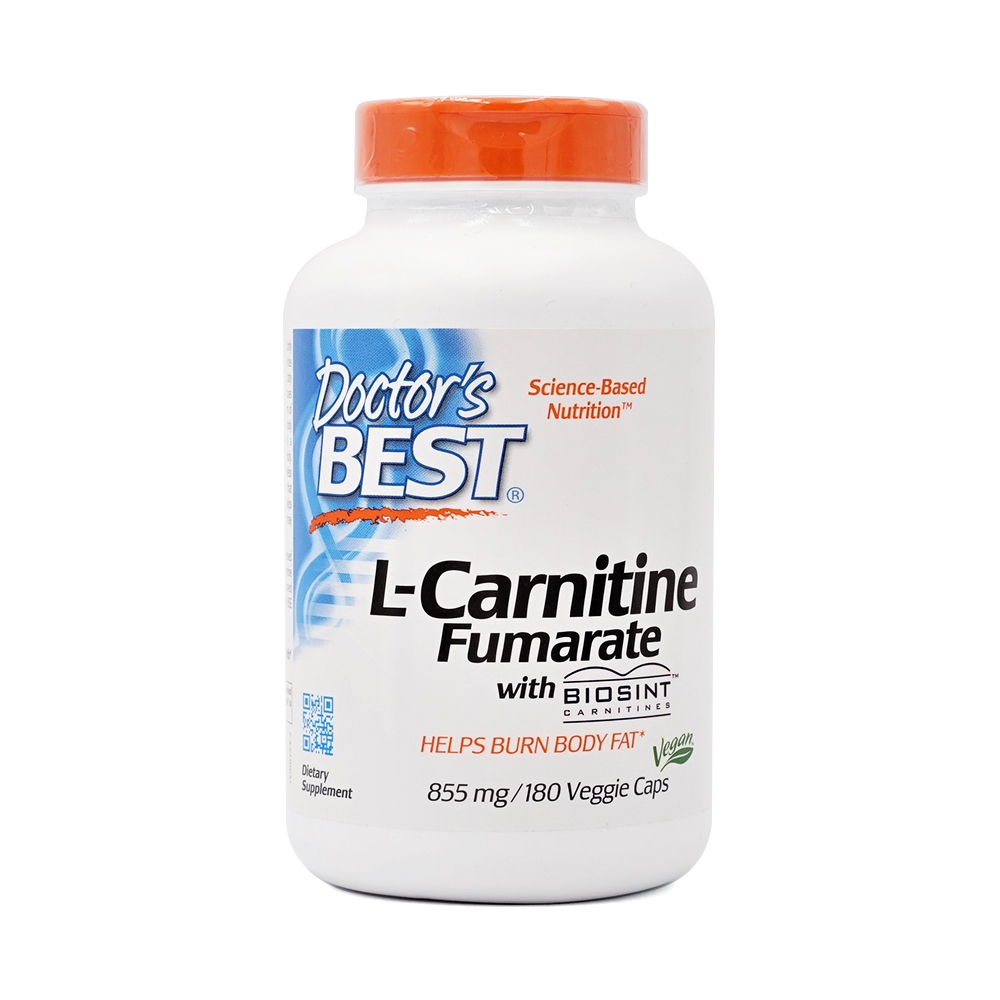 Doctor's
BEST®
Science-Based
Nutrition™
L-Carnitine
Fumarate
with BIOSINT™
CARNITINES
HELPS BURN BODY FAT*
Vegan
855 mg/180 Veggie Caps
Dietary
Supplement